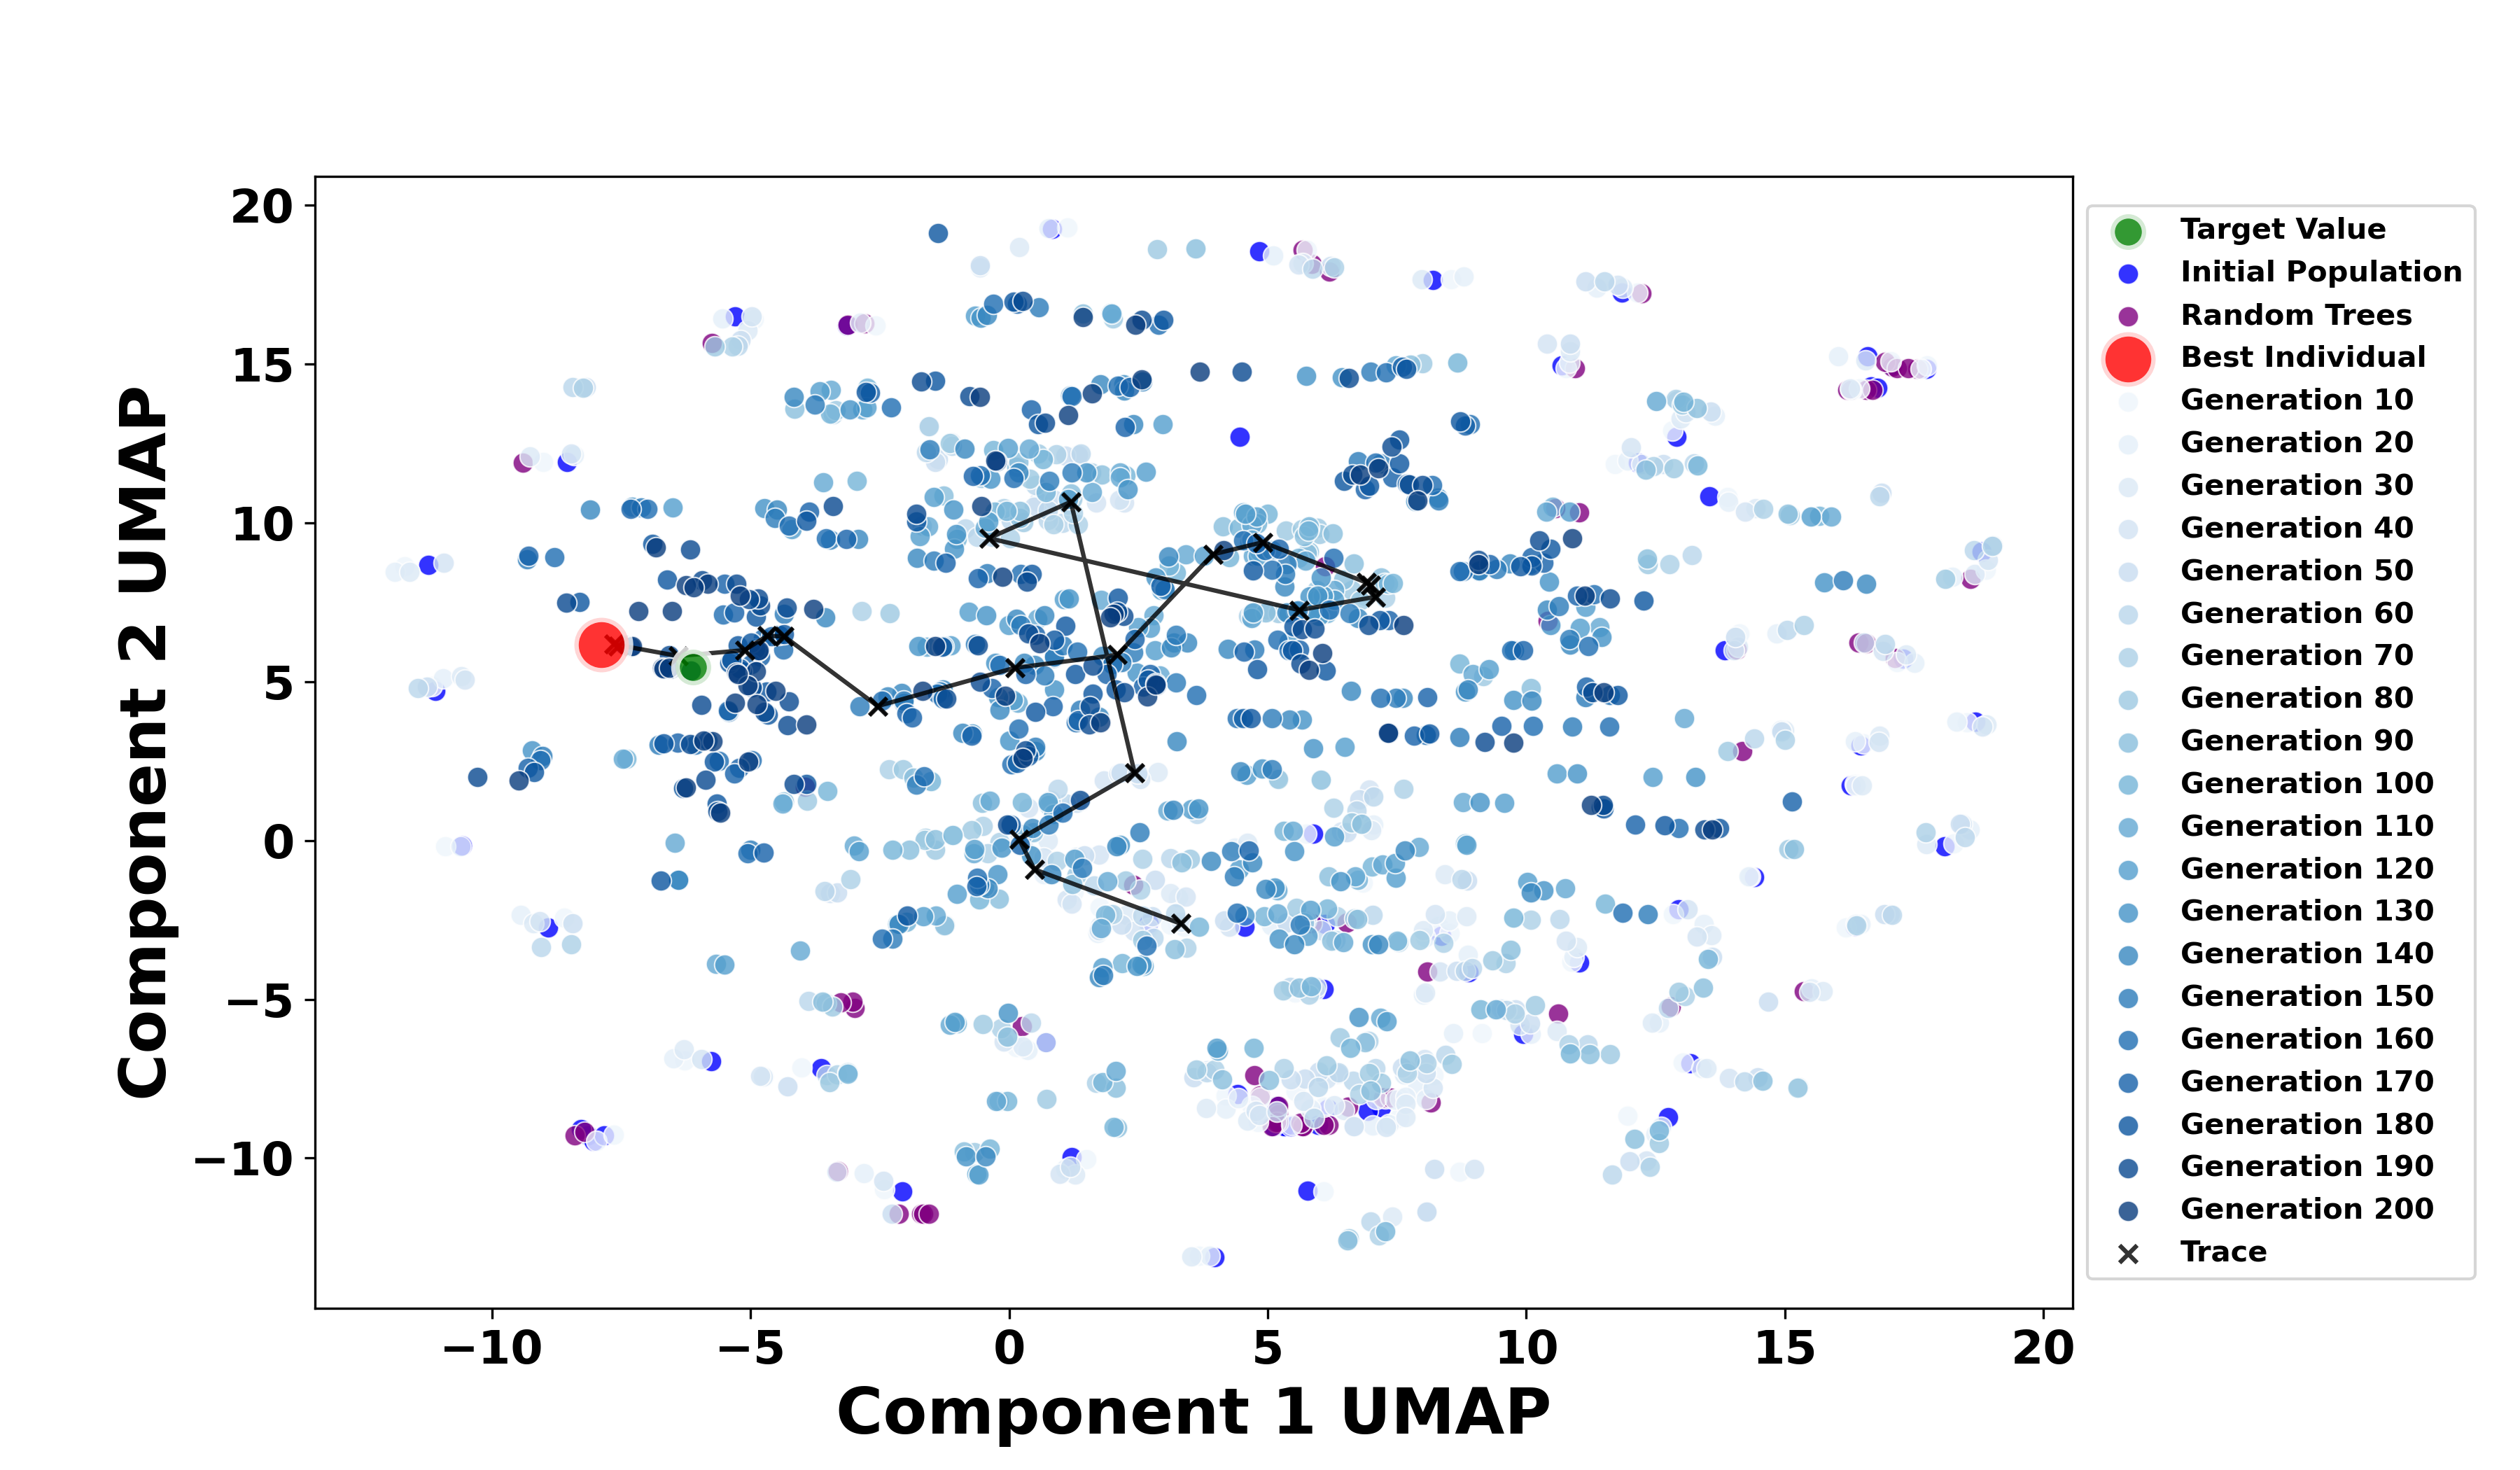 20
15
10
5
0
−5
−10
Component 2 UMAP
−10
−5
0
5
10
15
20
Component 1 UMAP
Target Value
Initial Population
Random Trees
Best Individual
Generation 10
Generation 20
Generation 30
Generation 40
Generation 50
Generation 60
Generation 70
Generation 80
Generation 90
Generation 100
Generation 110
Generation 120
Generation 130
Generation 140
Generation 150
Generation 160
Generation 170
Generation 180
Generation 190
Generation 200
Trace